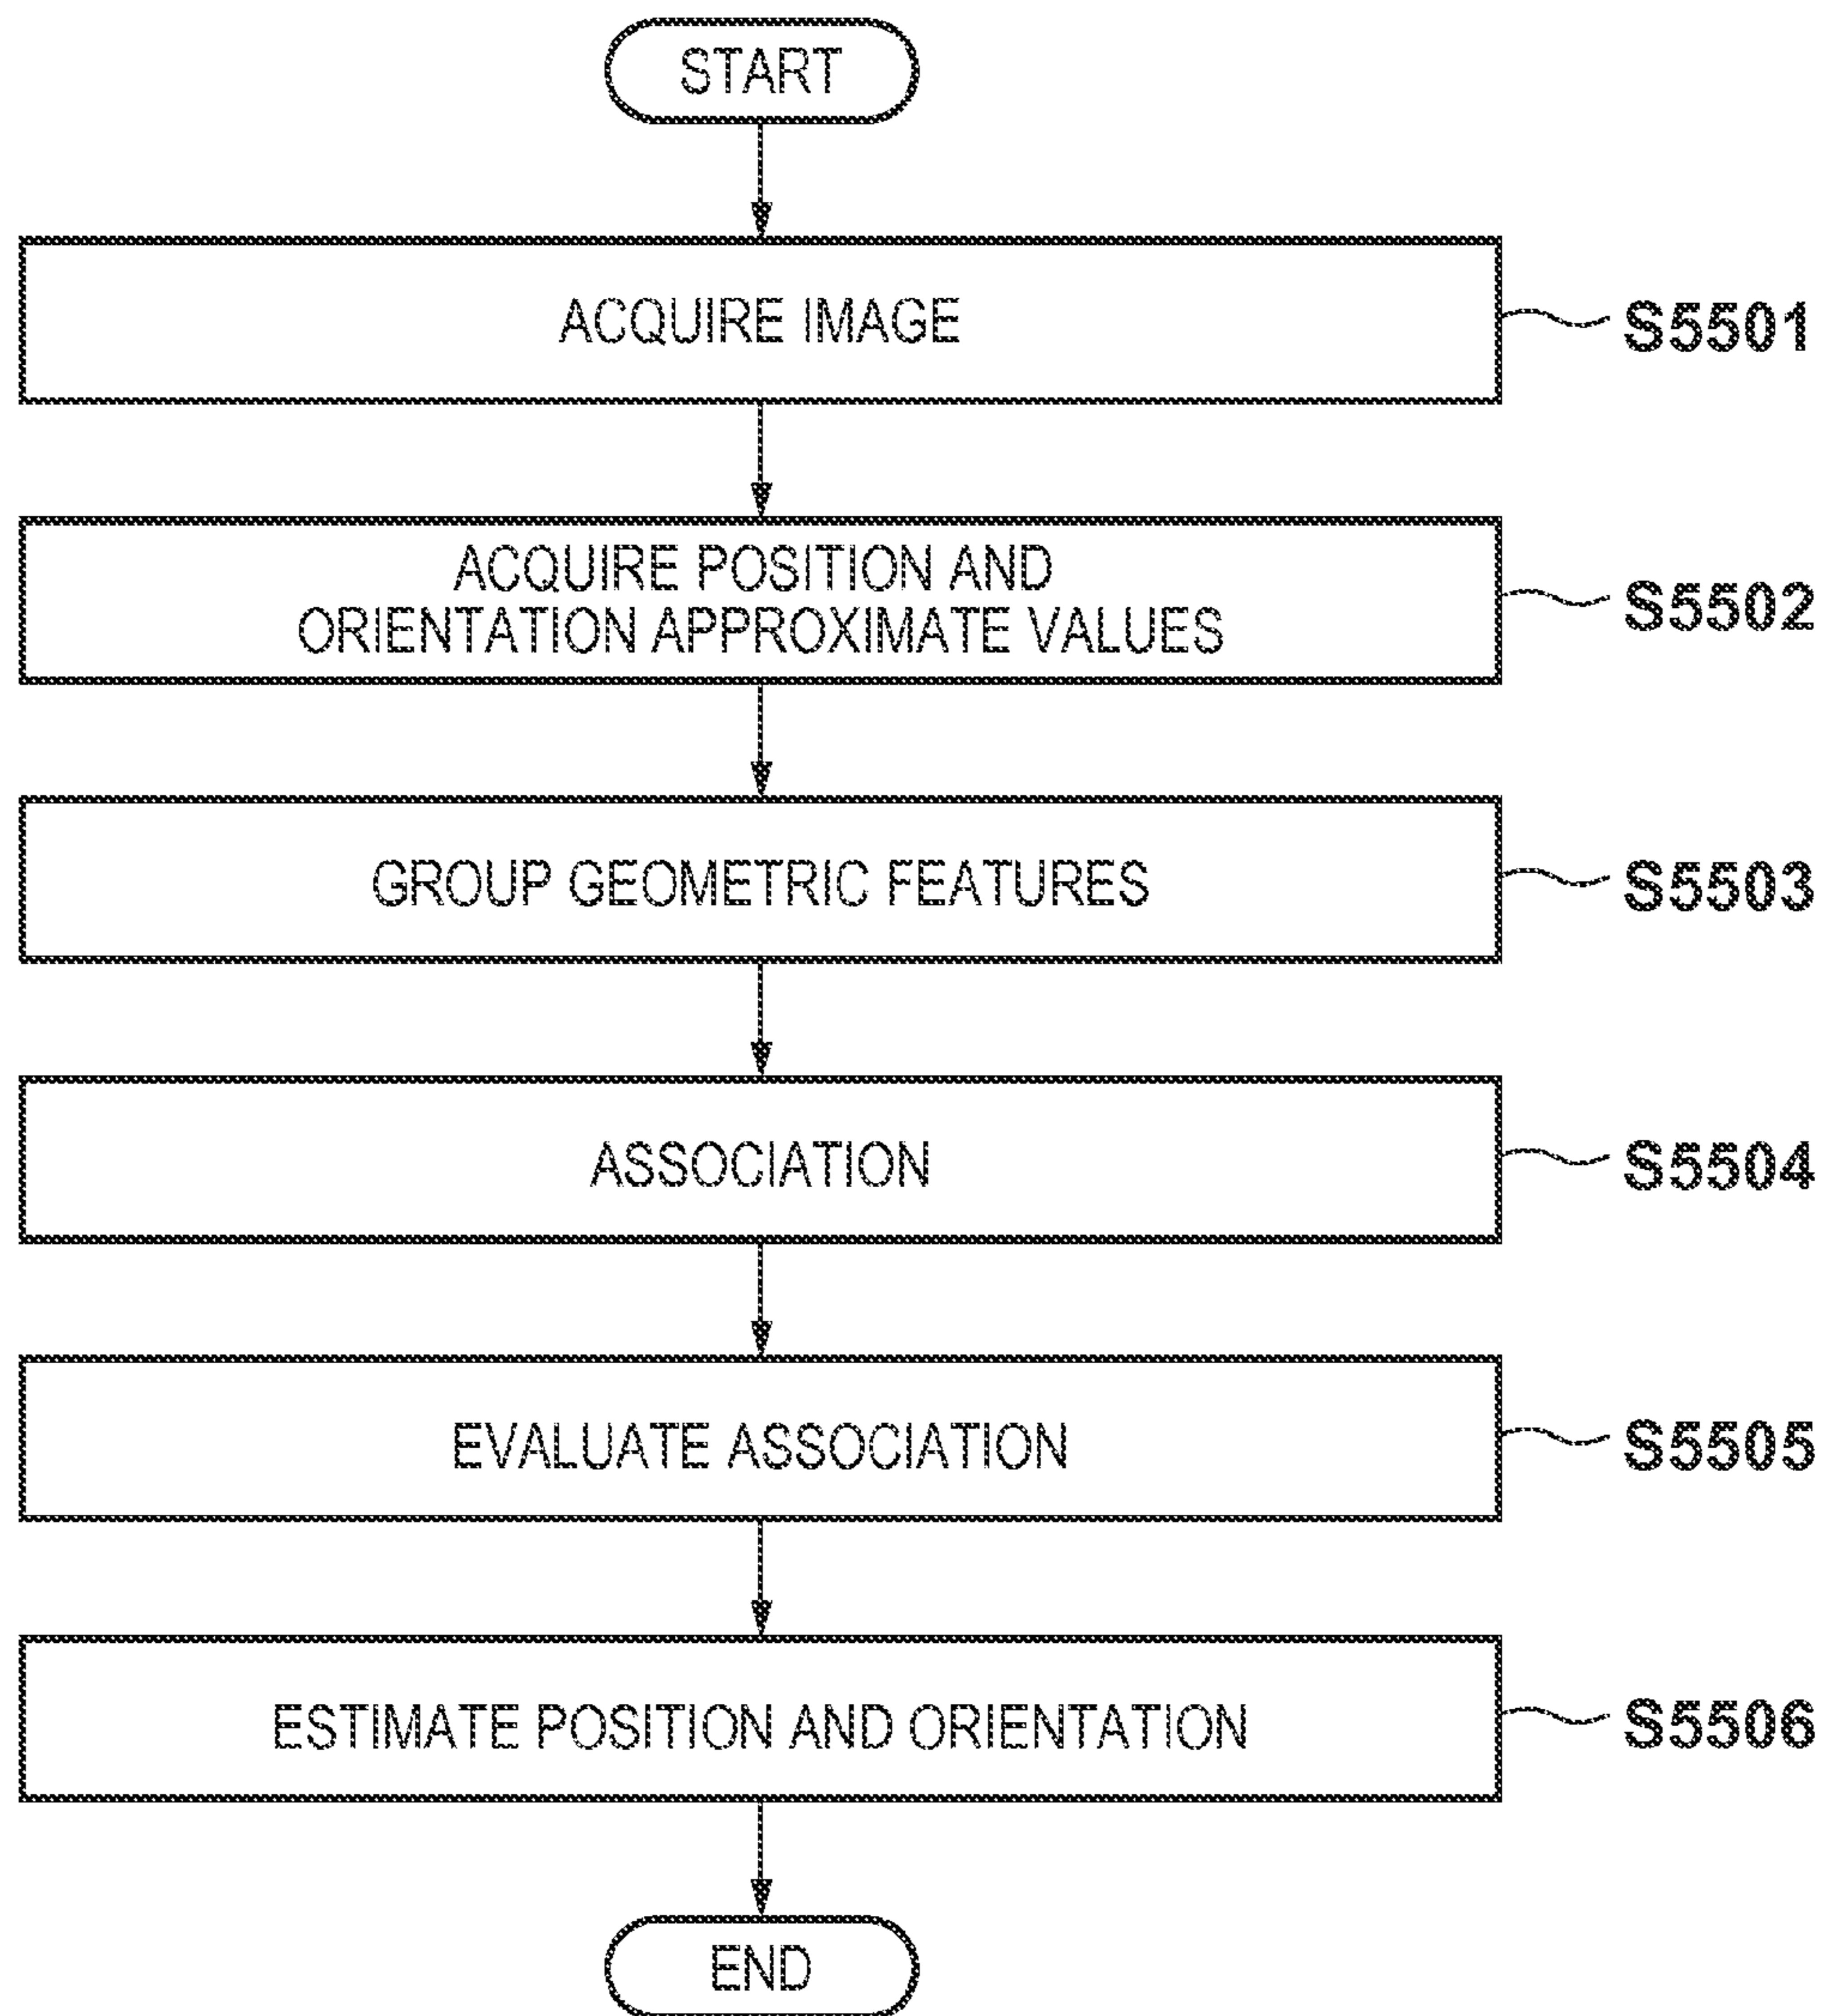 START
ACQUIRE IMAGE
S5501
ACQUIRE POSITION AND
ORIENTATION APPROXIMATE VALUES
S5502
GROUP GEOMETRIC FEATURES
S5503
ASSOCIATION
S5504
EVALUATE ASSOCIATION
S5505
ESTIMATE POSITION AND ORIENTATION
S5506
END